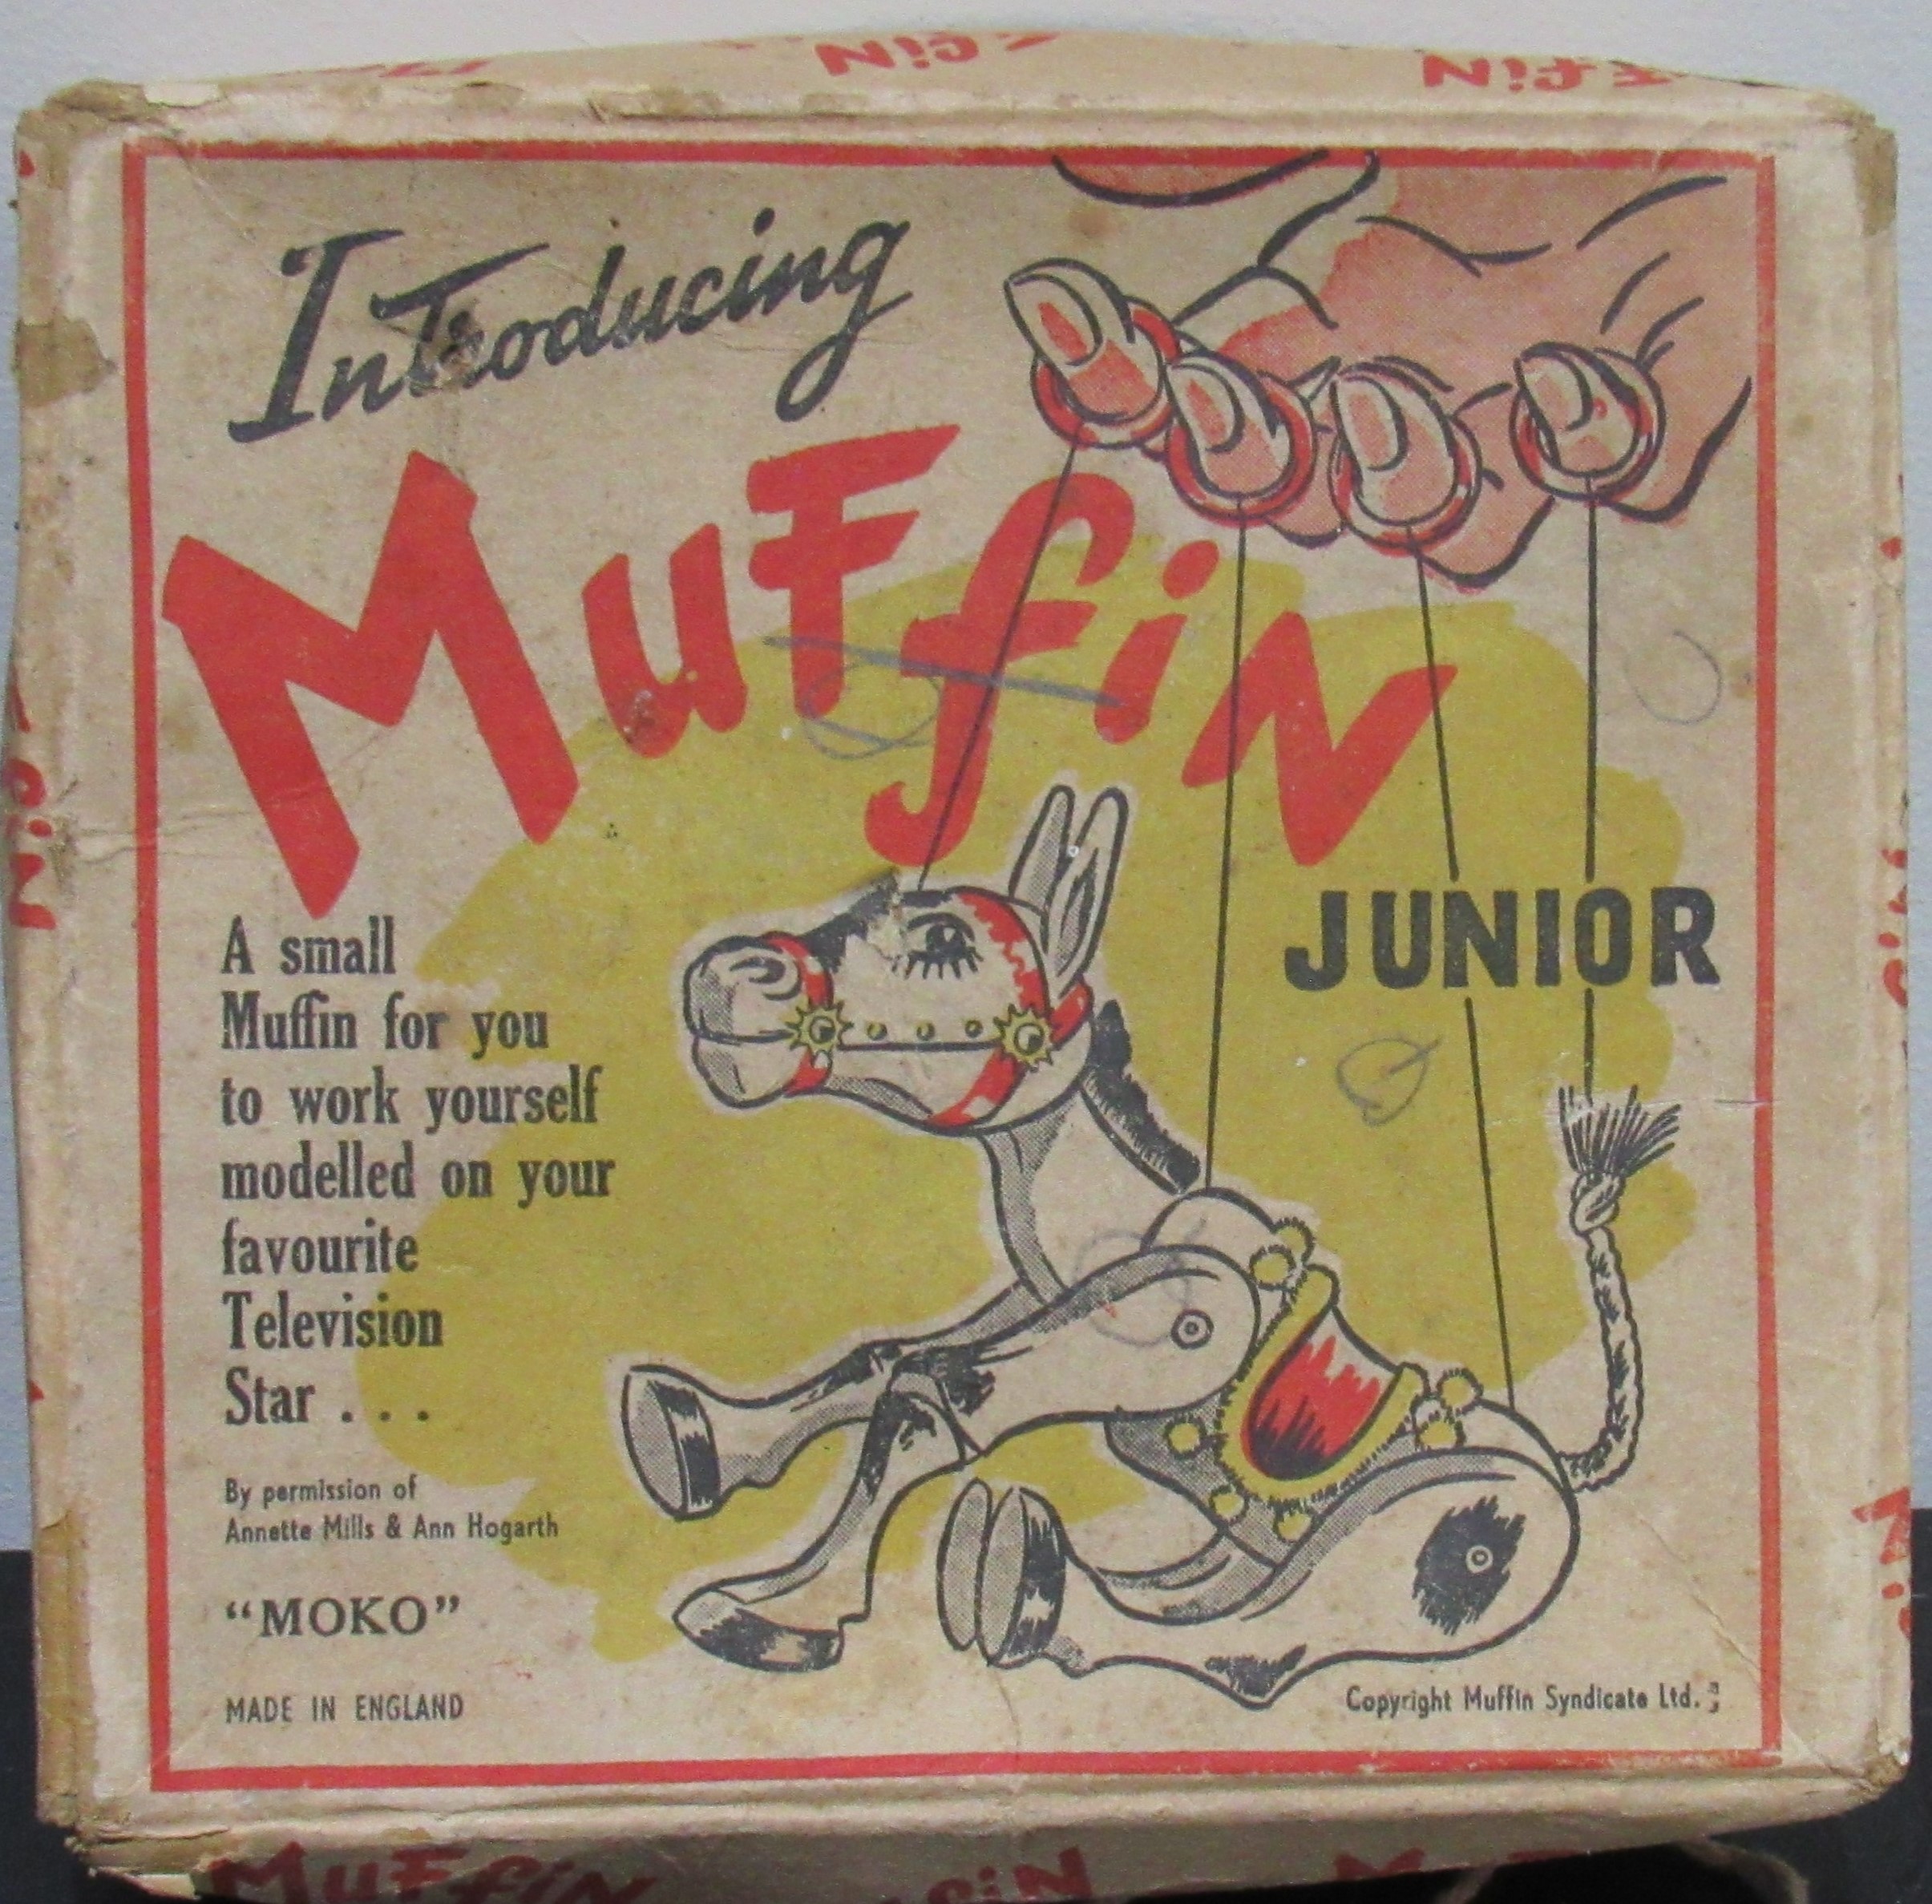 Introducing
Muffin
JUNIOR
A small
Muffin for you
to work yourself
modelled on your
favourite
Television
Star . . .
By permission of
Annette Mills & Ann Hogarth
"MOKO"
MADE IN ENGLAND
Copyright Muffin Syndicate Ltd.
Muffin